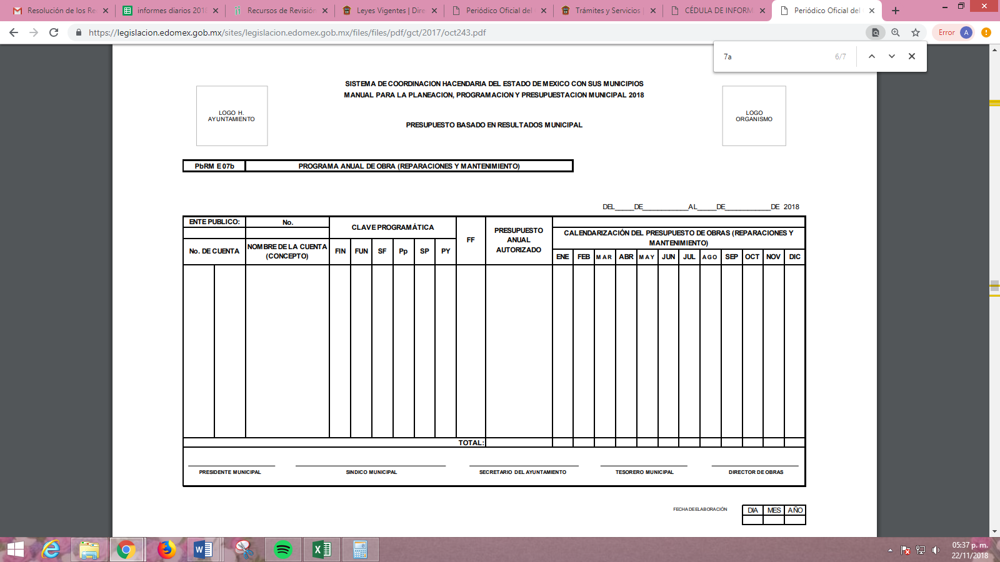 Resolución de los Re
informes diarios 2018
Recursos de Revisión
Leyes Vigentes | Dire
Periódico Oficial del
Trámites y Servicios |
CÉDULA DE INFORM
Periódico Oficial del
https://legislacion.edomex.gob.mx/sites/legislacion.edomex.gob.mx/files/files/pdf/gct/2017/oct243.pdf
Error A
7a 6/7
SISTEMA DE COORDINACION HACENDARIA DEL ESTADO DE MEXICO CON SUS MUNICIPIOS
MANUAL PARA LA PLANEACION, PROGRAMACION Y PRESUPUESTACION MUNICIPAL 2018
LOGO H.
AYUNTAMIENTO
LOGO
ORGANISMO
PRESUPUESTO BASADO EN RESULTADOS MUNICIPAL
PbRM E 07b PROGRAMA ANUAL DE OBRA (REPARACIONES Y MANTENIMIENTO)
DEL_____DE____________AL_____DE____________DE 2018
ENTE PUBLICO: No.
CLAVE PROGRAMÁTICA
FF
PRESUPUESTO
ANUAL
AUTORIZADO
CALENDARIZACIÓN DEL PRESUPUESTO DE OBRAS (REPARACIONES Y
MANTENIMIENTO)
No. DE CUENTA
NOMBRE DE LA CUENTA
(CONCEPTO)
FIN FUN SF Pp SP PY
ENE FEB MAR ABR MAY JUN JUL AGO SEP OCT NOV DIC
TOTAL:
PRESIDENTE MUNICIPAL SINDICO MUNICIPAL SECRETARIO DEL AYUNTAMIENTO TESORERO MUNICIPAL DIRECTOR DE OBRAS
FECHA DE ELABORACIÓN
DIA MES AÑO
05:37 p. m.
22/11/2018